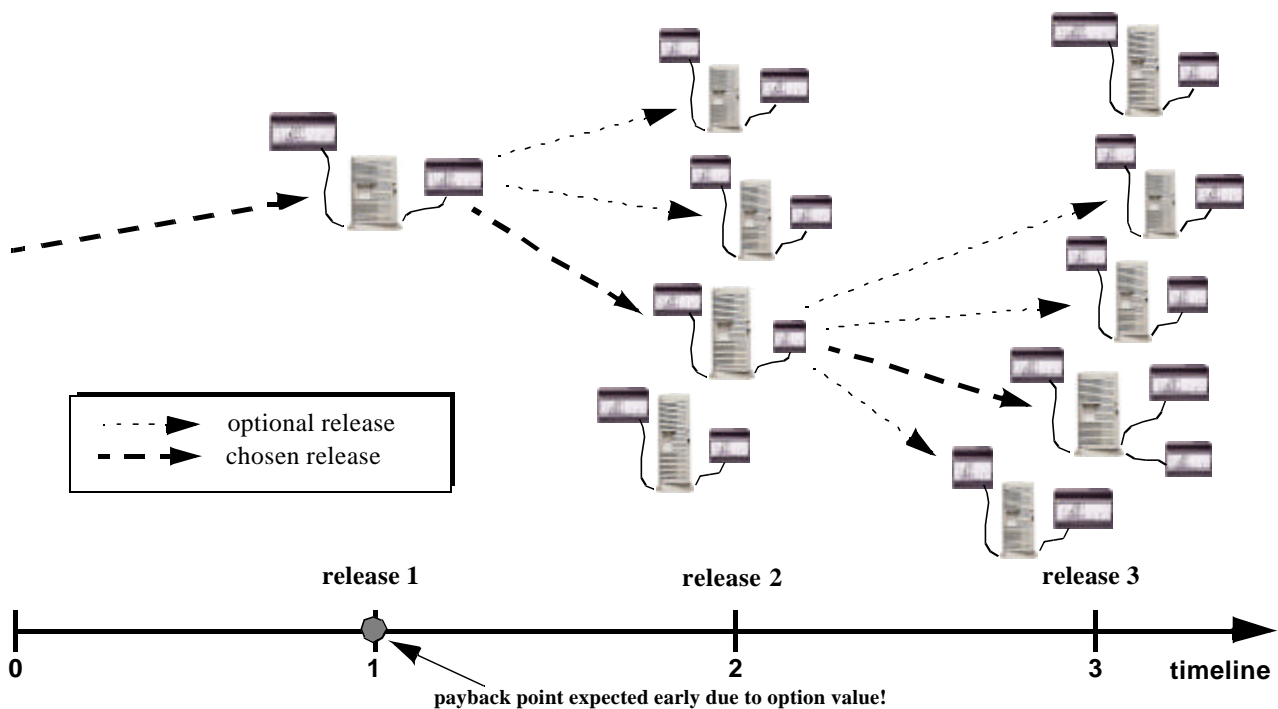 optional release
chosen release
release 1
release 2
release 3
0
1
2
3
timeline
payback point expected early due to option value!